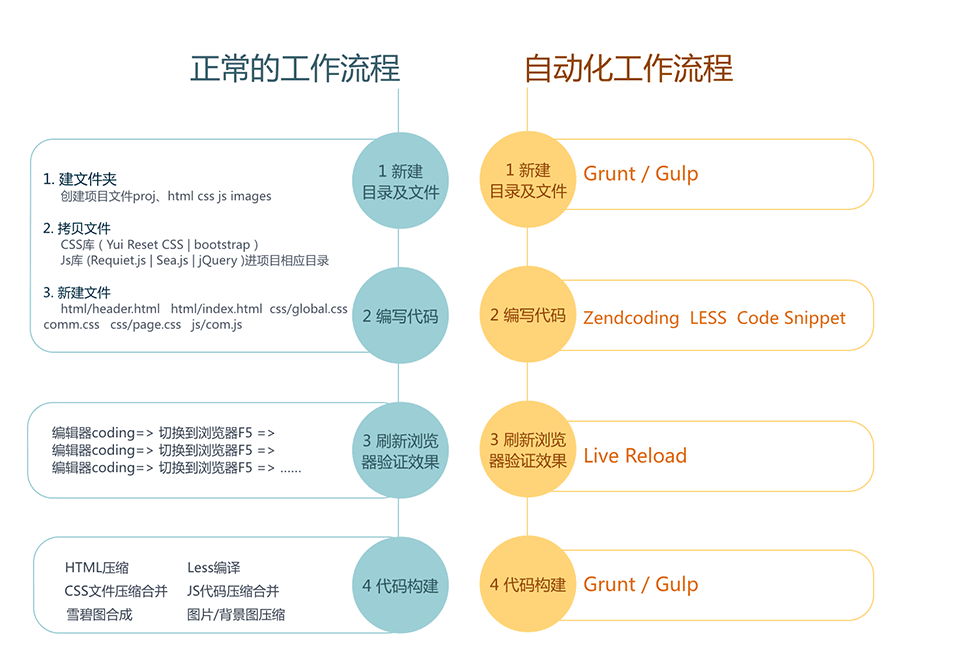 正常的工作流程
自动化工作流程
1. 建文件夹
创建项目文件proj、html css js images
2. 拷贝文件
CSS库 ( Yui Reset CSS | bootstrap )
Js库 (Requiet.js | Sea.js | jQuery )进项目相应目录
3. 新建文件
html/header.html html/index.html css/global.css
comm.css css/page.css js/com.js
1 新建
目录及文件
2 编写代码
编辑器coding=> 切换到浏览器F5 =>
编辑器coding=> 切换到浏览器F5 =>
编辑器coding=> 切换到浏览器F5 => ......
3 刷新浏览
器验证效果
HTML压缩 Less编译
CSS文件压缩合并 JS代码压缩合并
雪碧图合成 图片/背景图压缩
4 代码构建
1 新建
目录及文件
Grunt / Gulp
2 编写代码
Zendcoding LESS Code Snippet
3 刷新浏览
器验证效果
Live Reload
4 代码构建
Grunt / Gulp